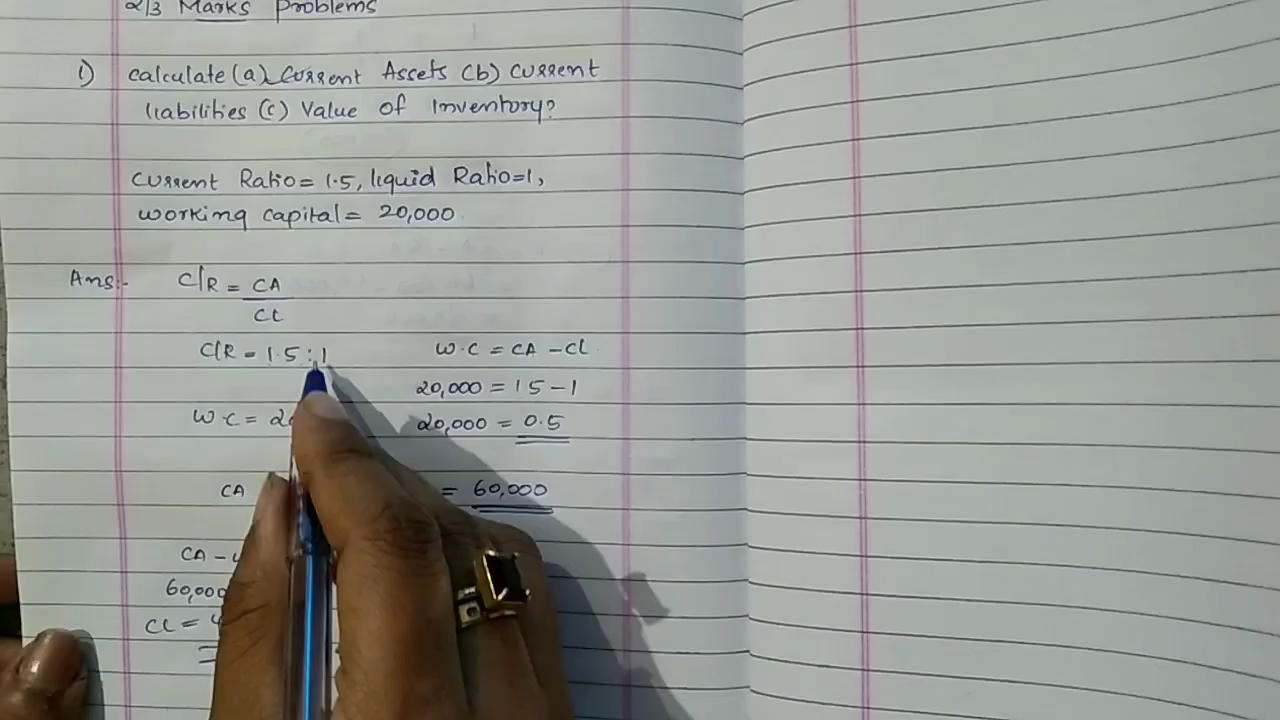 2/3 Marks Problems
1) calculate (a) Current Assets (b) Current
liabilities (c) Value of Inventory?
Current Ratio = 1.5, liquid Ratio=1,
working capital = 20,000
Ans:- C/R = CA
CL
C/R = 1.5:1
W.C = CA - CL
20,000 = 1.5 - 1
W.C =
20,000 = 0.5
CA
= 60,000
CA -
60,000
CL =